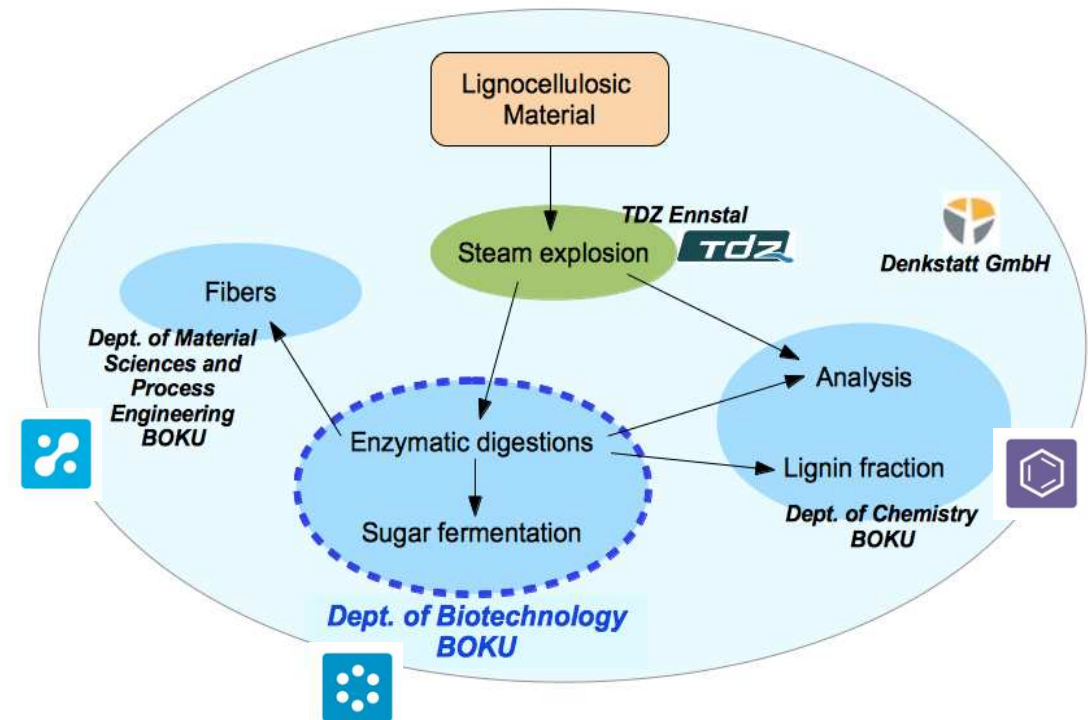 Lignocellulosic
Material
TDZ Ennstal
Steam explosion
TDZ
Denkstatt GmbH
Fibers
Dept. of Material
Sciences and
Process
Engineering
BOKU
Analysis
Enzymatic digestions
Lignin fraction
Sugar fermentation
Dept. of Chemistry
BOKU
Dept. of Biotechnology
BOKU